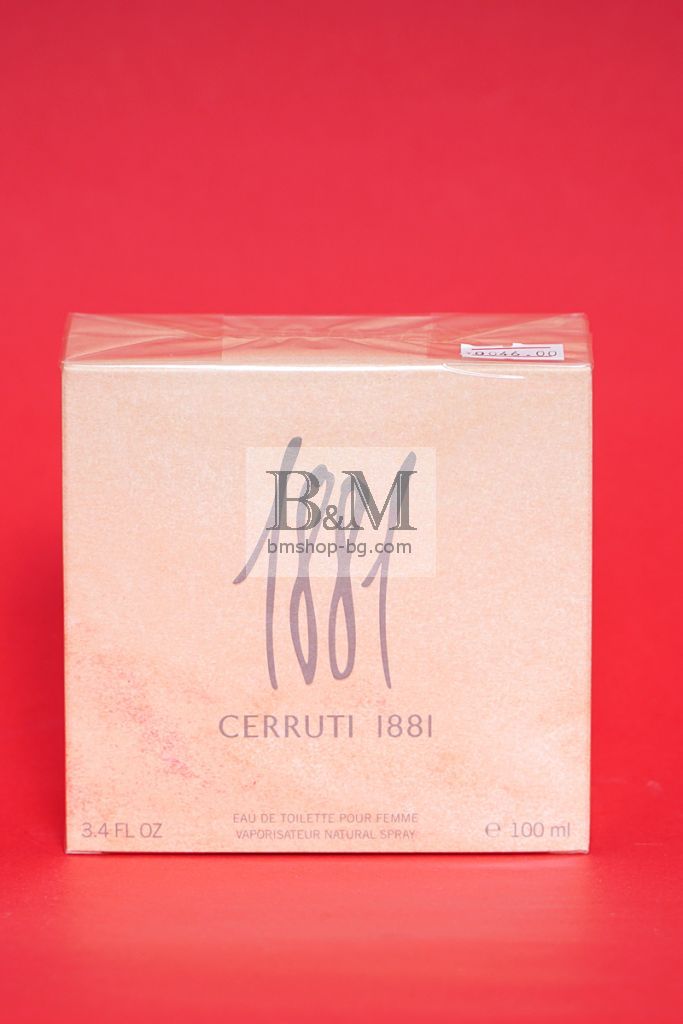 1881
B&M
bmshop-bg.com
CERRUTI 1881
EAU DE TOILETTE POUR FEMME
VAPORISATEUR NATURAL SPRAY
3.4 FL OZ
℮ 100 ml